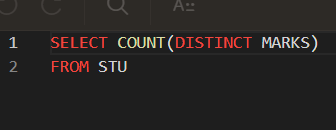 1 SELECT COUNT(DISTINCT MARKS)
2 FROM STU